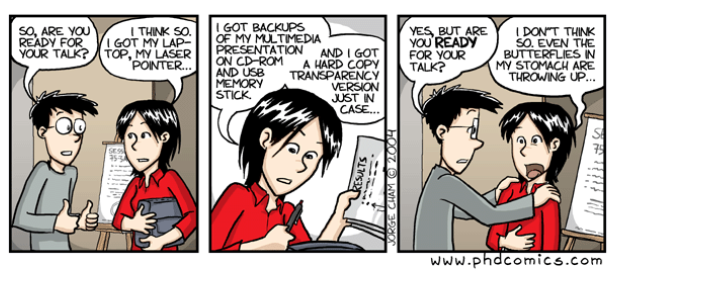 SO, ARE YOU
READY FOR
YOUR TALK?
I THINK SO.
I GOT MY LAP-
TOP, MY LASER
POINTER...
I GOT BACKUPS
OF MY MULTIMEDIA
PRESENTATION
ON CD-ROM
AND USB
MEMORY
STICK.
AND I GOT
A HARD COPY
TRANSPARENCY
VERSION
JUST IN
CASE...
RESULTS
JORGE CHAM © 2004
YES, BUT ARE
YOU READY
FOR YOUR
TALK?
I DON"T THINK
SO. EVEN THE
BUTTERFLIES IN
MY STOMACH ARE
THROWING UP...
www.phdcomics.com